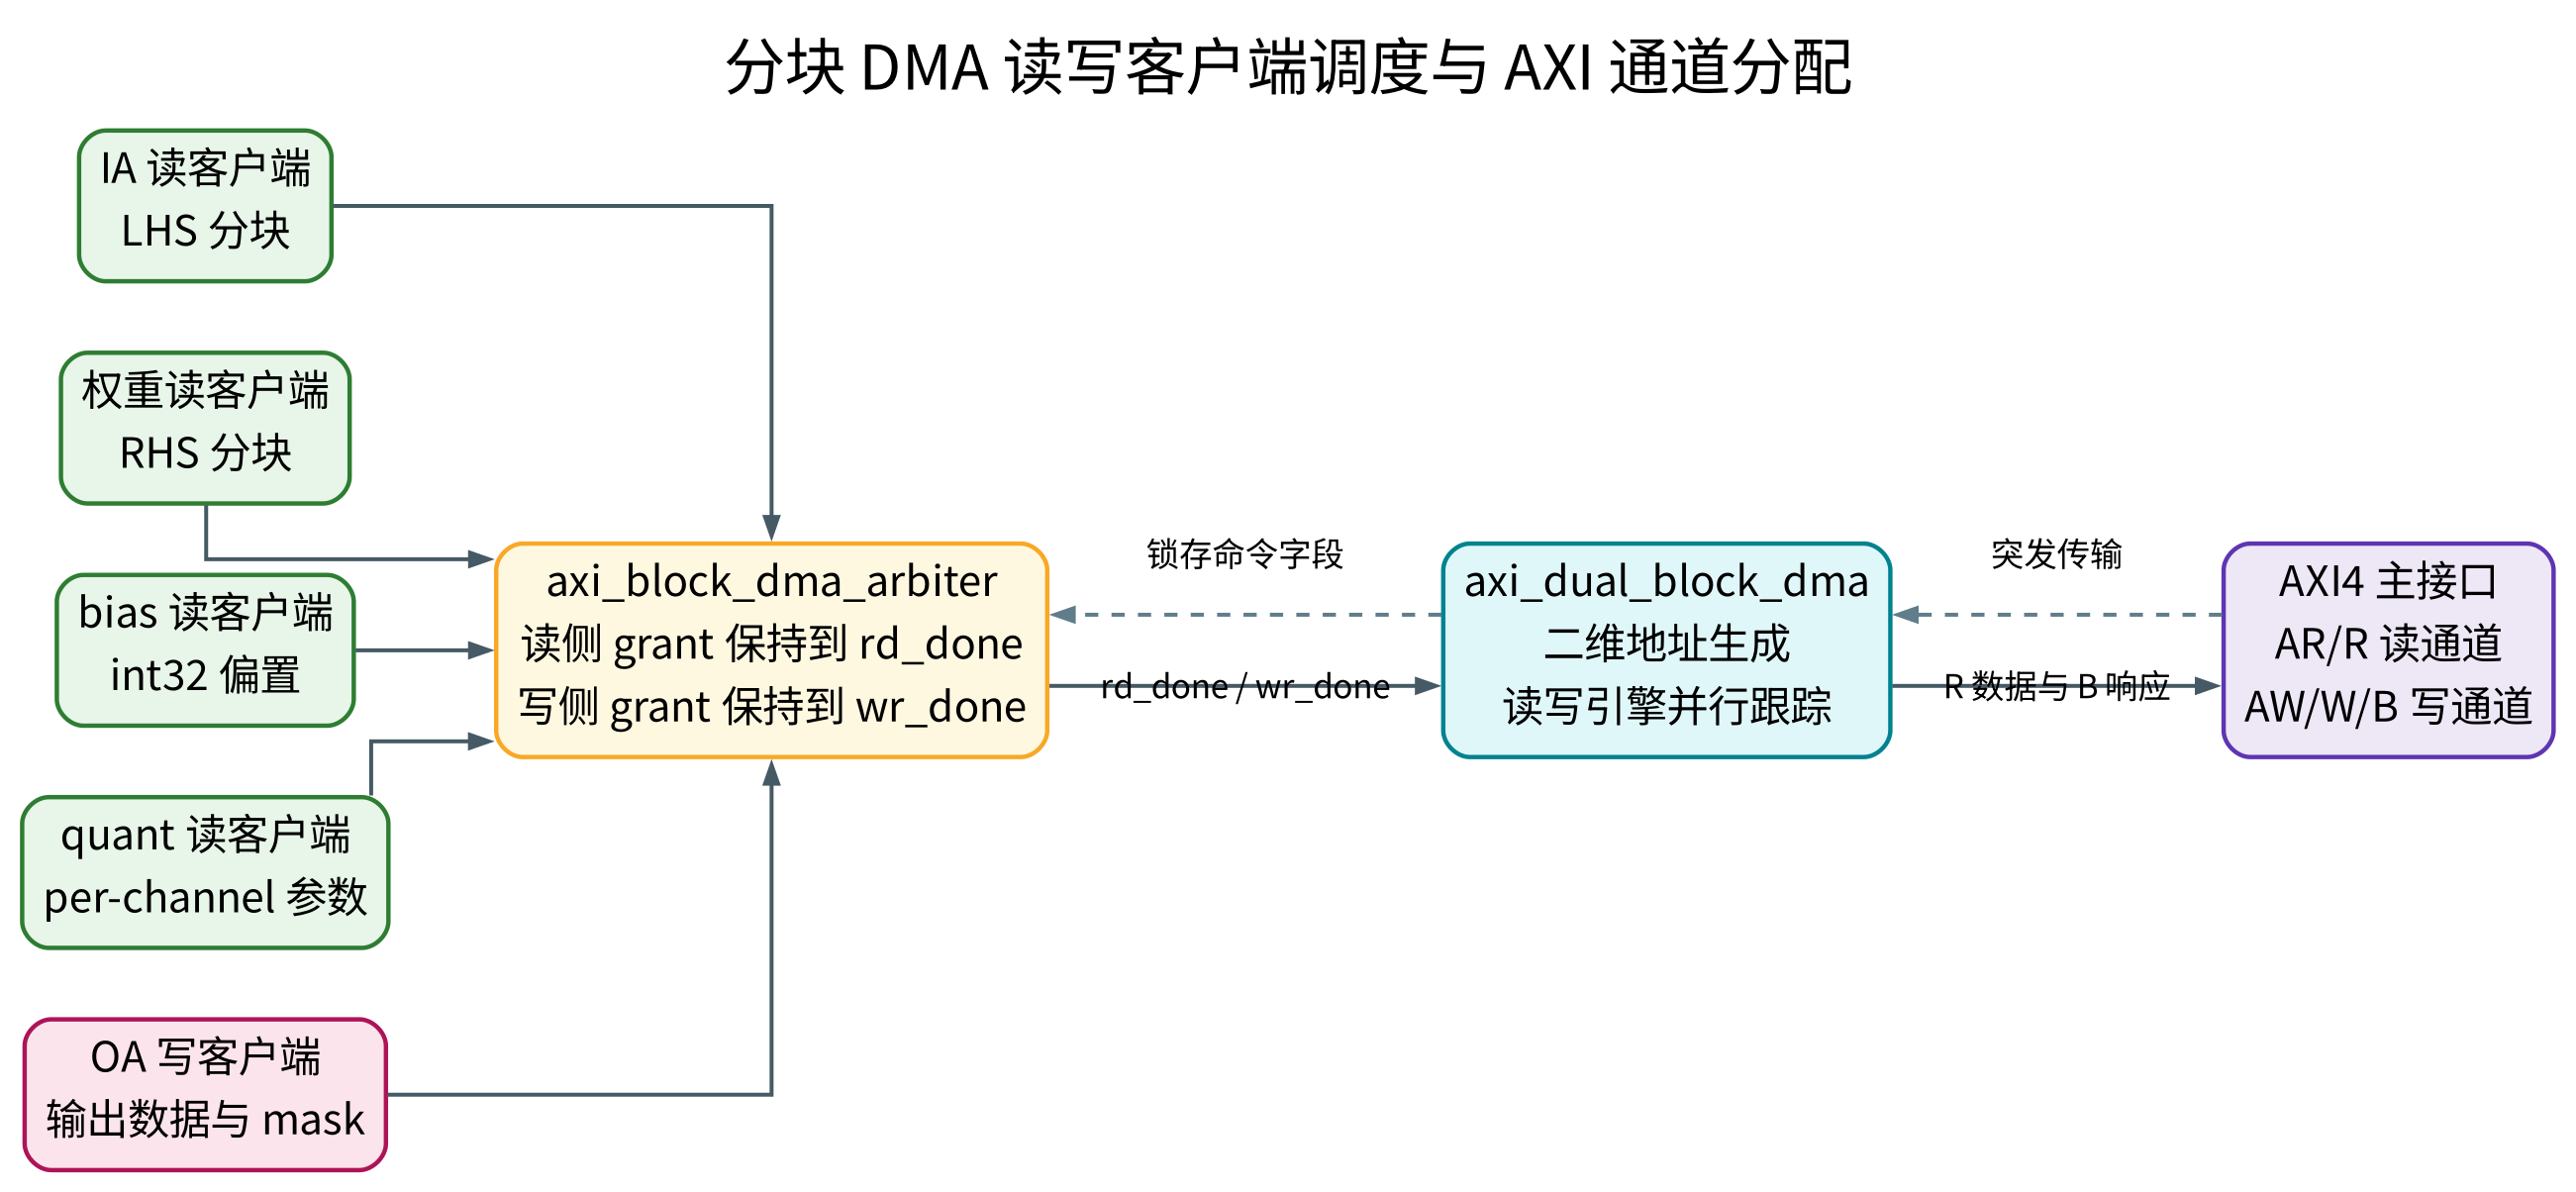 分块 DMA 读写客户端调度与 AXI 通道分配
IA 读客户端
LHS 分块
权重读客户端
RHS 分块
bias 读客户端
int32 偏置
quant 读客户端
per-channel 参数
OA 写客户端
输出数据与 mask
axi_block_dma_arbiter
读侧 grant 保持到 rd_done
写侧 grant 保持到 wr_done
锁存命令字段
rd_done / wr_done
axi_dual_block_dma
二维地址生成
读写引擎并行跟踪
突发传输
R 数据与 B 响应
AXI4 主接口
AR/R 读通道
AW/W/B 写通道